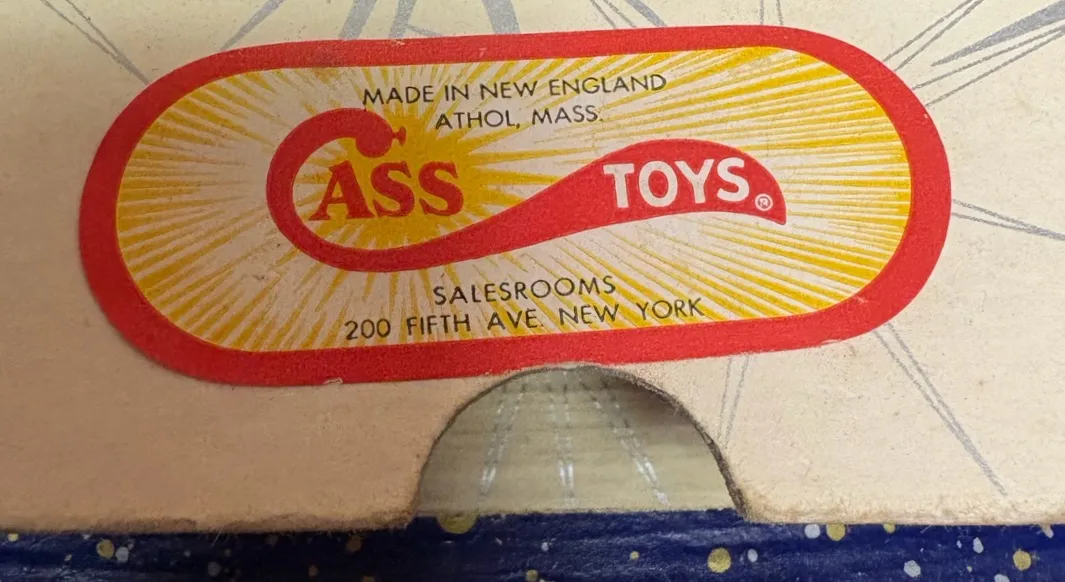 MADE IN NEW ENGLAND
ATHOL, MASS.
CASS TOYS®
SALESROOMS
200 FIFTH AVE. NEW YORK